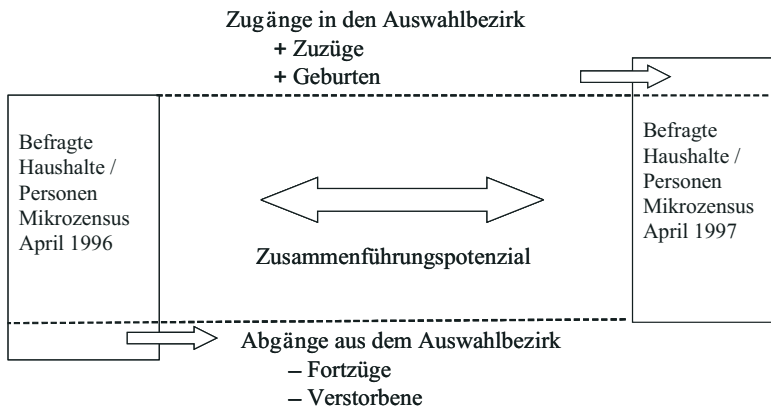 Zugänge in den Auswahlbezirk
+ Zuzüge
+ Geburten
Befragte
Haushalte /
Personen
Mikrozensus
April 1996
Zusammenführungspotenzial
Befragte
Haushalte /
Personen
Mikrozensus
April 1997
Abgänge aus dem Auswahlbezirk
– Fortzüge
– Verstorbene